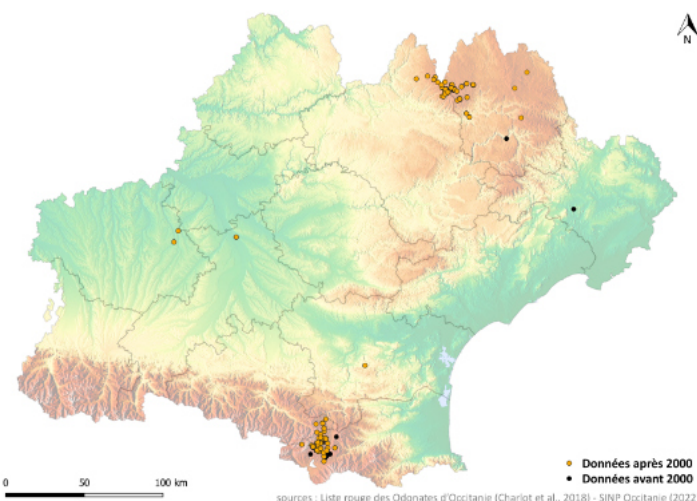 N
Données après 2000
Données avant 2000
0 50 100 km
sources : Liste rouge des Odonates d'Occitanie (Charlot et al., 2018) - SINP Occitanie (2022